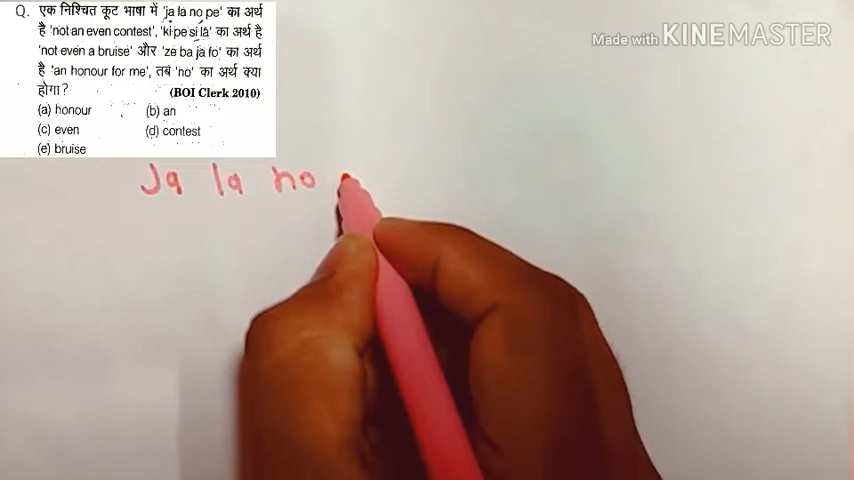 Q. एक निश्चित कूट भाषा में 'ja la no pe' का अर्थ
है 'not an even contest', 'ki pe si la' का अर्थ है
'not even a bruise' और 'ze ba ja fo' का अर्थ
है 'an honour for me', तब 'no' का अर्थ क्या
होगा?
(BOI Clerk 2010)
(a) honour (b) an
(c) even (d) contest
(e) bruise
Made with KINEMASTER
Ja la no